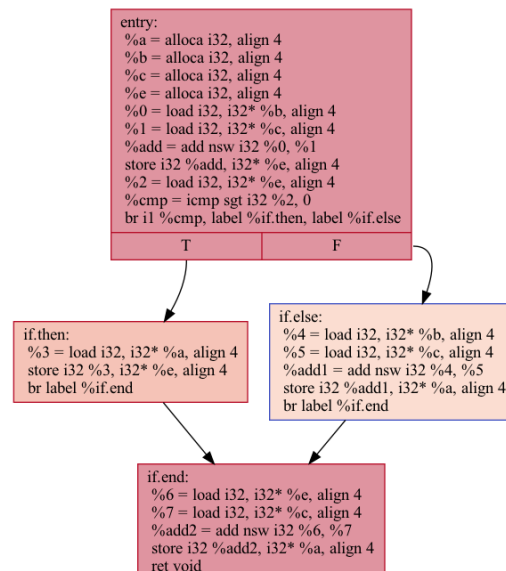 entry:
%a = alloca i32, align 4
%b = alloca i32, align 4
%c = alloca i32, align 4
%e = alloca i32, align 4
%0 = load i32, i32* %b, align 4
%1 = load i32, i32* %c, align 4
%add = add nsw i32 %0, %1
store i32 %add, i32* %e, align 4
%2 = load i32, i32* %e, align 4
%cmp = icmp sgt i32 %2, 0
br i1 %cmp, label %if.then, label %if.else
T
F
if.then:
%3 = load i32, i32* %a, align 4
store i32 %3, i32* %e, align 4
br label %if.end
if.else:
%4 = load i32, i32* %b, align 4
%5 = load i32, i32* %c, align 4
%add1 = add nsw i32 %4, %5
store i32 %add1, i32* %a, align 4
br label %if.end
if.end:
%6 = load i32, i32* %e, align 4
%7 = load i32, i32* %c, align 4
%add2 = add nsw i32 %6, %7
store i32 %add2, i32* %a, align 4
ret void